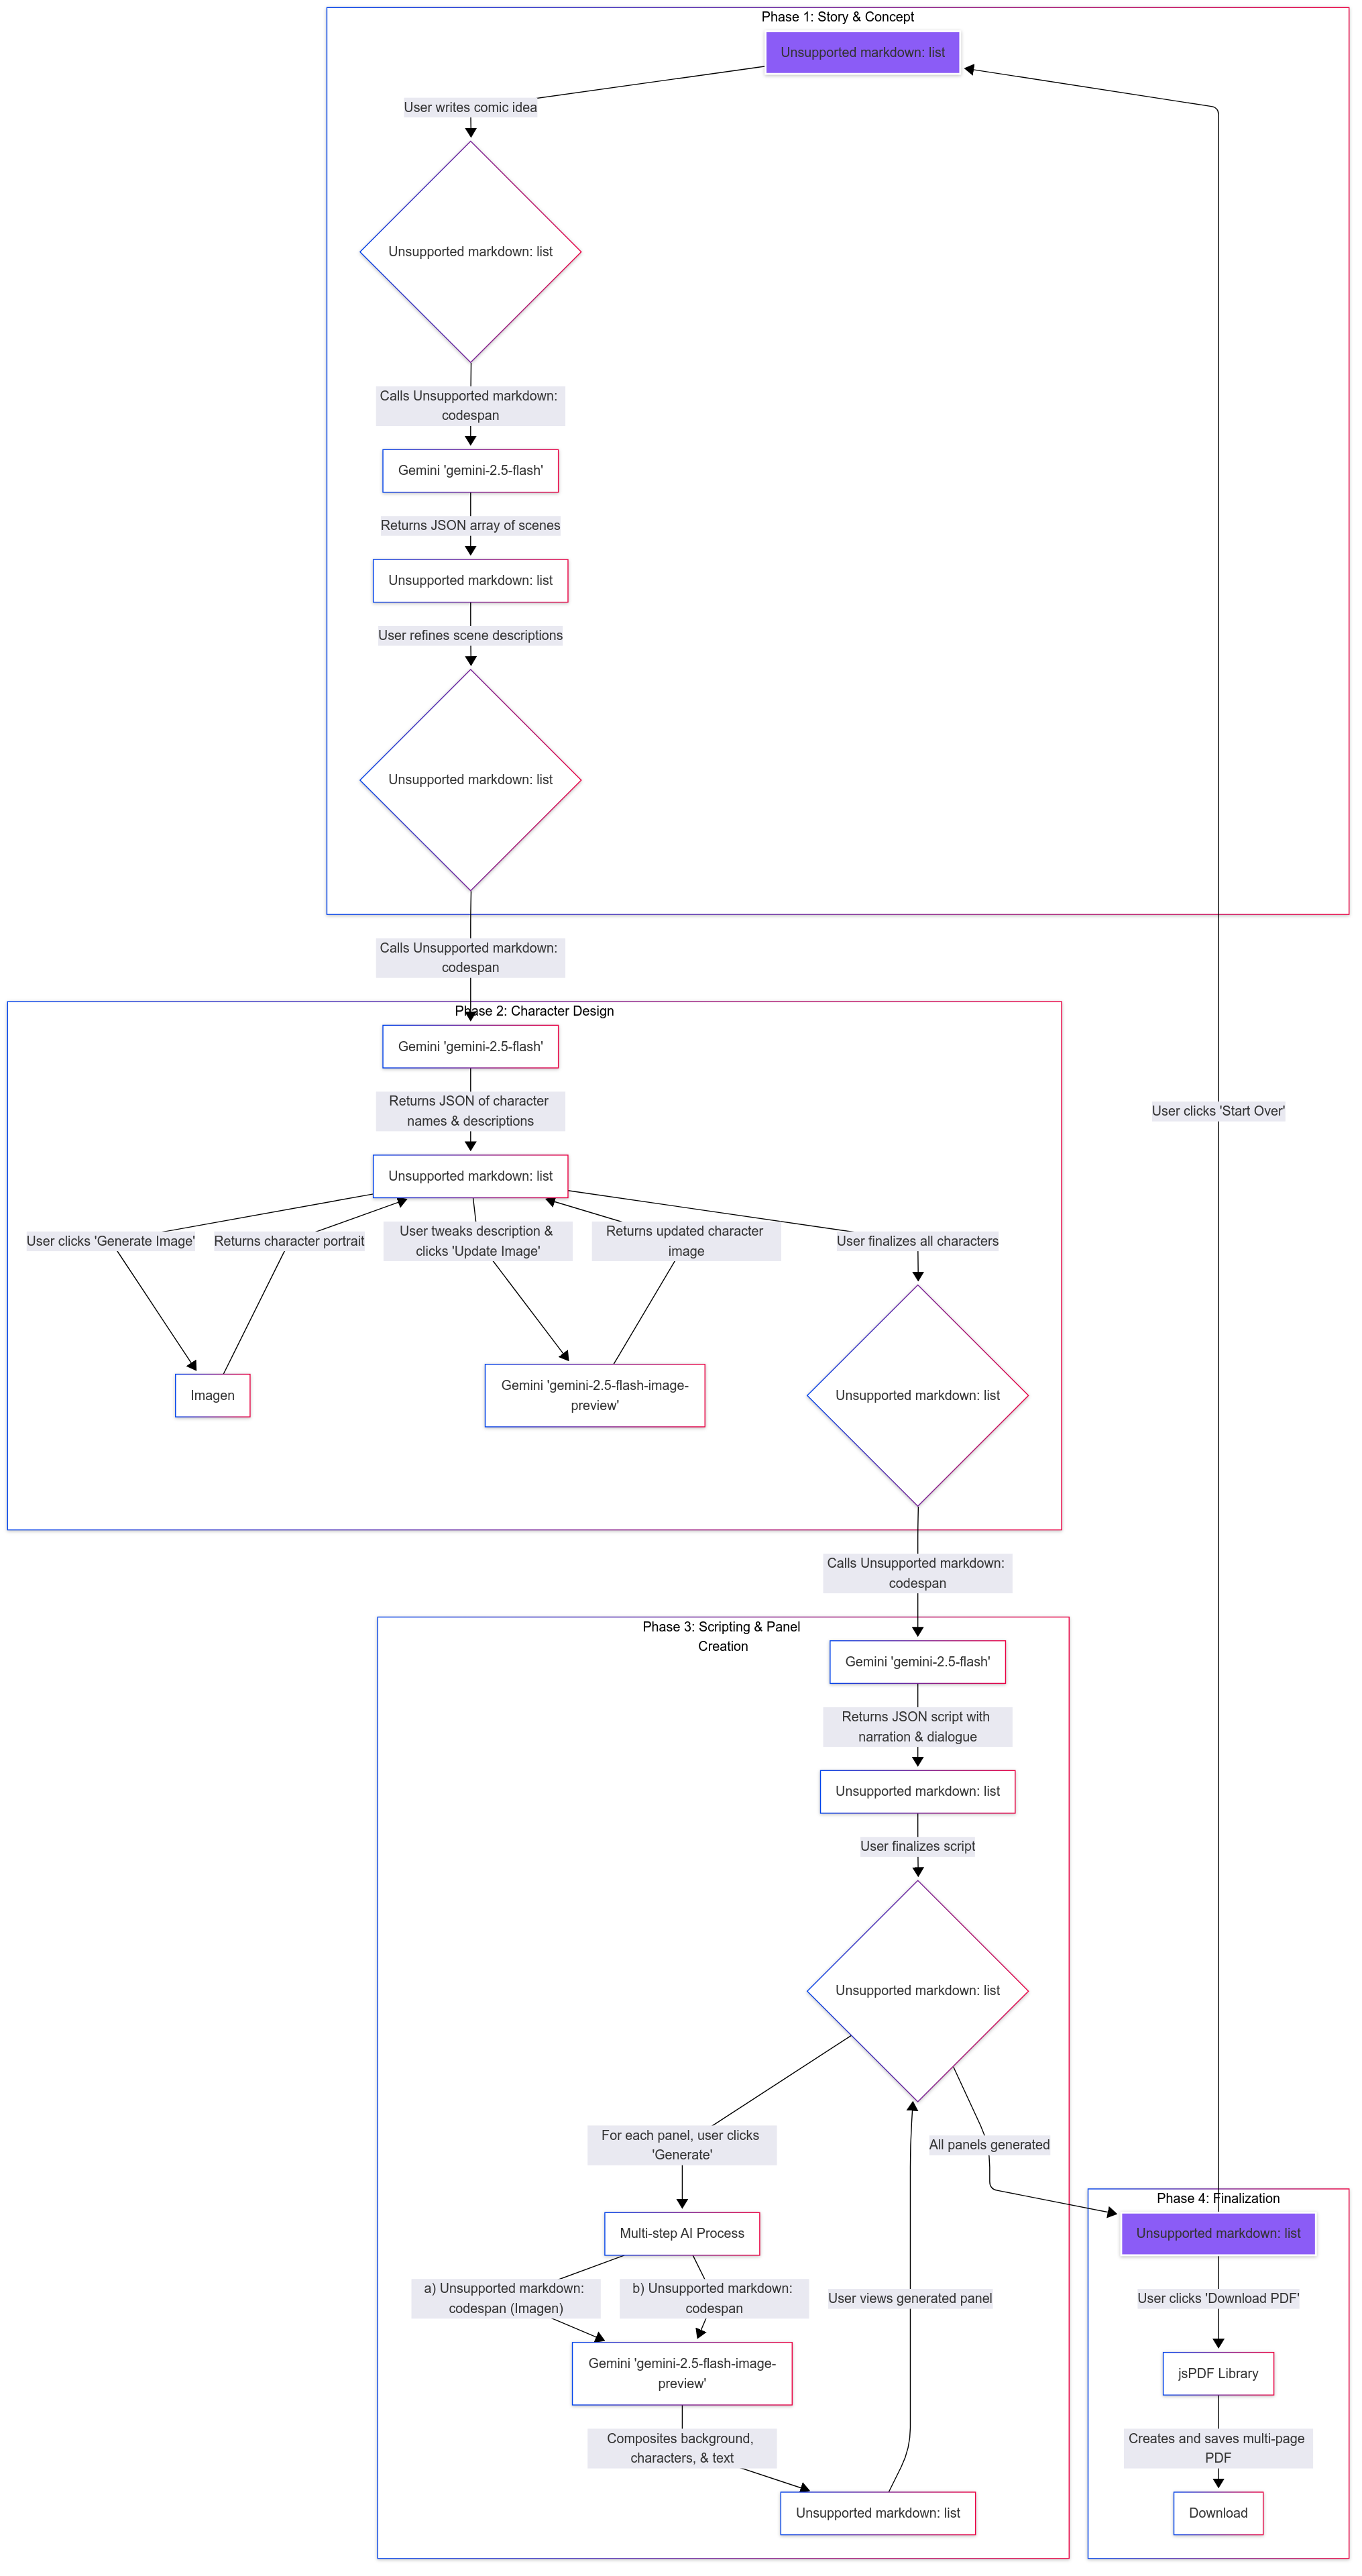 Phase 1: Story & Concept
Unsupported markdown: list
User writes comic idea
Unsupported markdown: list
Calls Unsupported markdown:
codespan
Gemini 'gemini-2.5-flash'
Returns JSON array of scenes
Unsupported markdown: list
User refines scene descriptions
Unsupported markdown: list
Calls Unsupported markdown:
codespan
Phase 2: Character Design
Gemini 'gemini-2.5-flash'
Returns JSON of character
names & descriptions
User clicks 'Start Over'
Unsupported markdown: list
User clicks 'Generate Image'
Returns character portrait
User tweaks description &
clicks 'Update Image'
Returns updated character
image
User finalizes all characters
Imagen
Gemini 'gemini-2.5-flash-image-
preview'
Unsupported markdown: list
Calls Unsupported markdown:
codespan
Phase 3: Scripting & Panel
Creation
Gemini 'gemini-2.5-flash'
Returns JSON script with
narration & dialogue
Unsupported markdown: list
User finalizes script
Unsupported markdown: list
For each panel, user clicks
'Generate'
All panels generated
Multi-step AI Process
a) Unsupported markdown:
codespan (Imagen)
b) Unsupported markdown:
codespan
User views generated panel
Gemini 'gemini-2.5-flash-image-
preview'
Composites background,
characters, & text
Unsupported markdown: list
Phase 4: Finalization
Unsupported markdown: list
User clicks 'Download PDF'
jsPDF Library
Creates and saves multi-page
PDF
Download